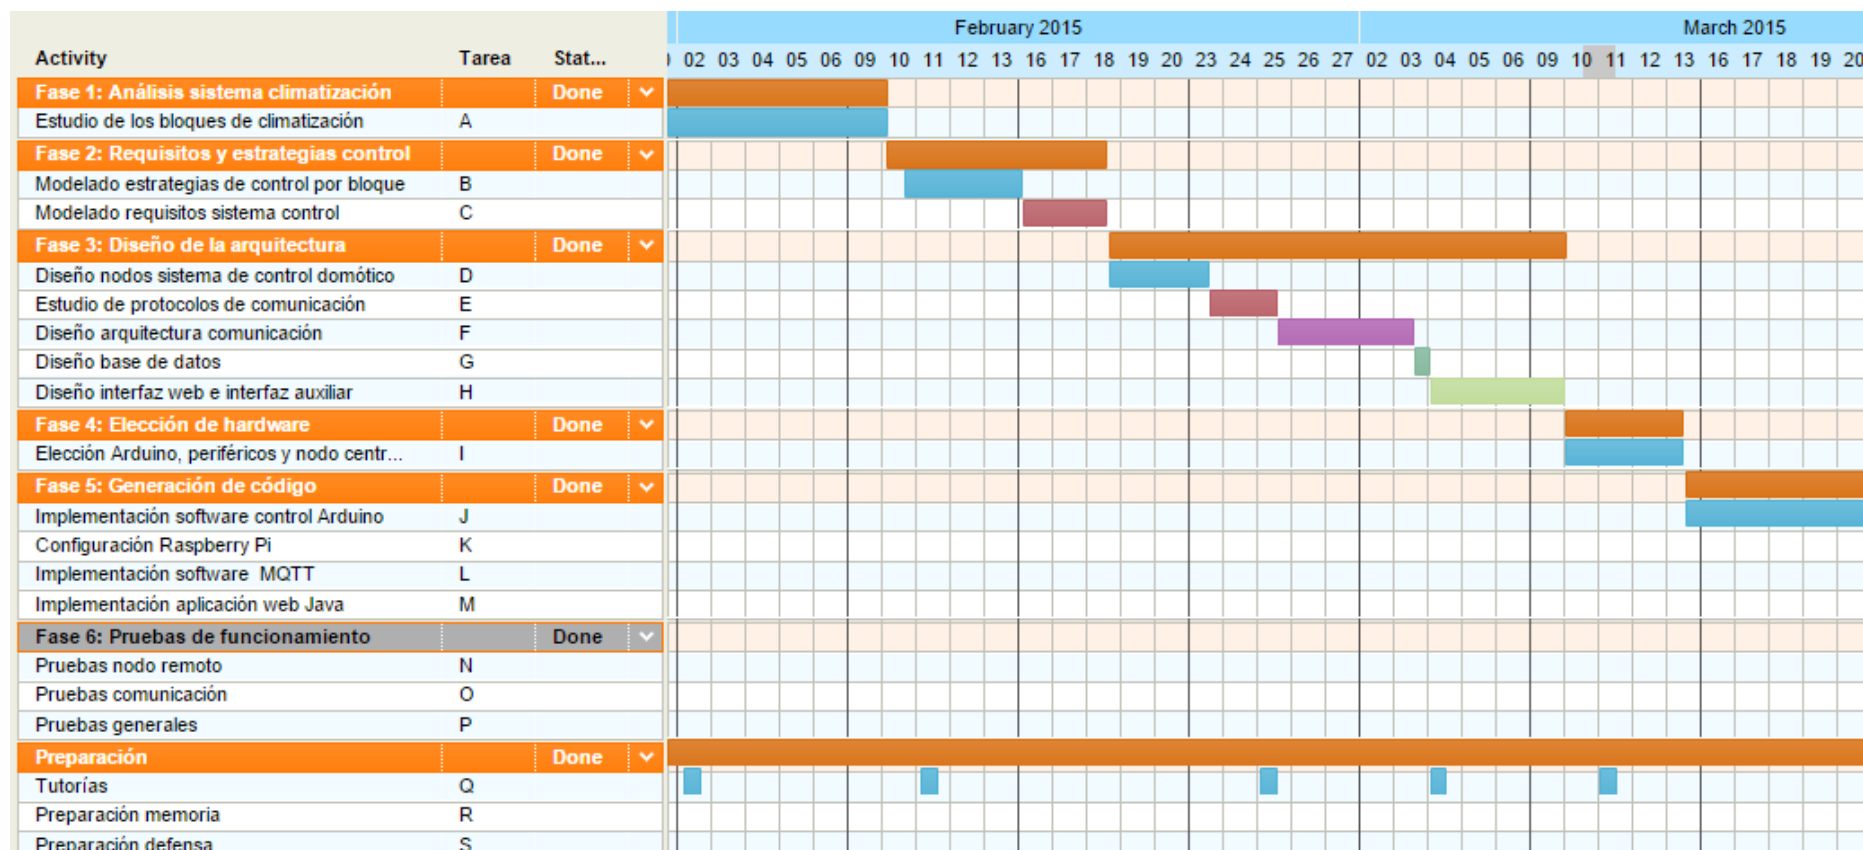 February 2015 March 2015
Activity Tarea Stat... 02 03 04 05 06 09 10 11 12 13 16 17 18 19 20 23 24 25 26 27 02 03 04 05 06 09 10 11 12 13 16 17 18 19 20
Fase 1: Análisis sistema climatización Done
Estudio de los bloques de climatización A
Fase 2: Requisitos y estrategias control Done
Modelado estrategias de control por bloque B
Modelado requisitos sistema control C
Fase 3: Diseño de la arquitectura Done
Diseño nodos sistema de control domótico D
Estudio de protocolos de comunicación E
Diseño arquitectura comunicación F
Diseño base de datos G
Diseño interfaz web e interfaz auxiliar H
Fase 4: Elección de hardware Done
Elección Arduino, periféricos y nodo centr... I
Fase 5: Generación de código Done
Implementación software control Arduino J
Configuración Raspberry Pi K
Implementación software MQTT L
Implementación aplicación web Java M
Fase 6: Pruebas de funcionamiento Done
Pruebas nodo remoto N
Pruebas comunicación O
Pruebas generales P
Preparación Done
Tutorías Q
Preparación memoria R
Preparación defensa S